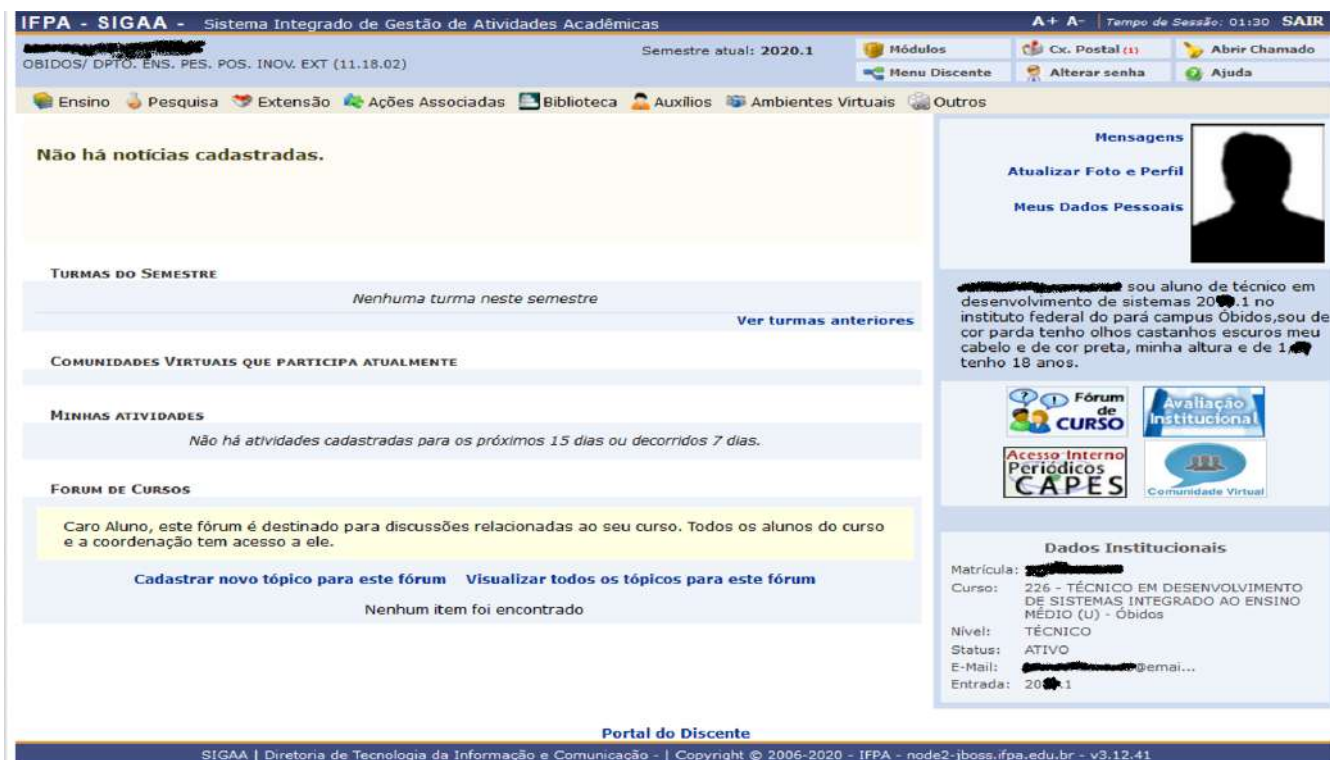 IFPA - SIGAA - Sistema Integrado de Gestão de Atividades Acadêmicas
A+ A- | Tempo de Sessão: 01:30 SAIR
OBIDOS/ DPTO. ENS. PES. POS. INOV. EXT (11.18.02)
Semestre atual: 2020.1
Módulos
Cx. Postal (1)
Abrir Chamado
Menu Discente
Alterar senha
Ajuda
Ensino Pesquisa Extensão Ações Associadas Biblioteca Auxílios Ambientes Virtuais Outros
Não há notícias cadastradas.
TURMAS DO SEMESTRE
Nenhuma turma neste semestre
Ver turmas anteriores
COMUNIDADES VIRTUAIS QUE PARTICIPA ATUALMENTE
MINHAS ATIVIDADES
Não há atividades cadastradas para os próximos 15 dias ou decorridos 7 dias.
FORUM DE CURSOS
Caro Aluno, este fórum é destinado para discussões relacionadas ao seu curso. Todos os alunos do curso
e a coordenação tem acesso a ele.
Cadastrar novo tópico para este fórum Visualizar todos os tópicos para este fórum
Nenhum item foi encontrado
Mensagens
Atualizar Foto e Perfil
Meus Dados Pessoais
sou aluno de técnico em
desenvolvimento de sistemas 20 .1 no
instituto federal do pará campus Óbidos,sou de
cor parda tenho olhos castanhos escuros meu
cabelo e de cor preta, minha altura e de 1,
tenho 18 anos.
Fórum
de
CURSO
Avaliação
Institucional
Acesso Interno
Periódicos
CAPES
Comunidade Virtual
Dados Institucionais
Matrícula:
Curso: 226 - TÉCNICO EM DESENVOLVIMENTO
DE SISTEMAS INTEGRADO AO ENSINO
MÉDIO (U) - Óbidos
Nível: TÉCNICO
Status: ATIVO
E-Mail: @emai...
Entrada: 20 .1
Portal do Discente
SIGAA | Diretoria de Tecnologia da Informação e Comunicação - | Copyright © 2006-2020 - IFPA - node2-jboss.ifpa.edu.br - v3.12.41